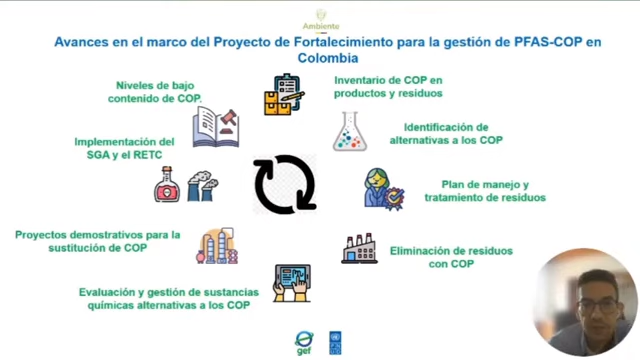 Ambiente
Avances en el marco del Proyecto de Fortalecimiento para la gestión de PFAS-COP en
Colombia
Niveles de bajo
contenido de COP.
Inventario de COP en
productos y residuos
Implementación del
SGA y el RETC
Identificación de
alternativas a los COP
Plan de manejo y
tratamiento de residuos
Proyectos demostrativos para la
sustitución de COP
Eliminación de residuos
con COP
Evaluación y gestión de sustancias
químicas alternativas a los COP
gef